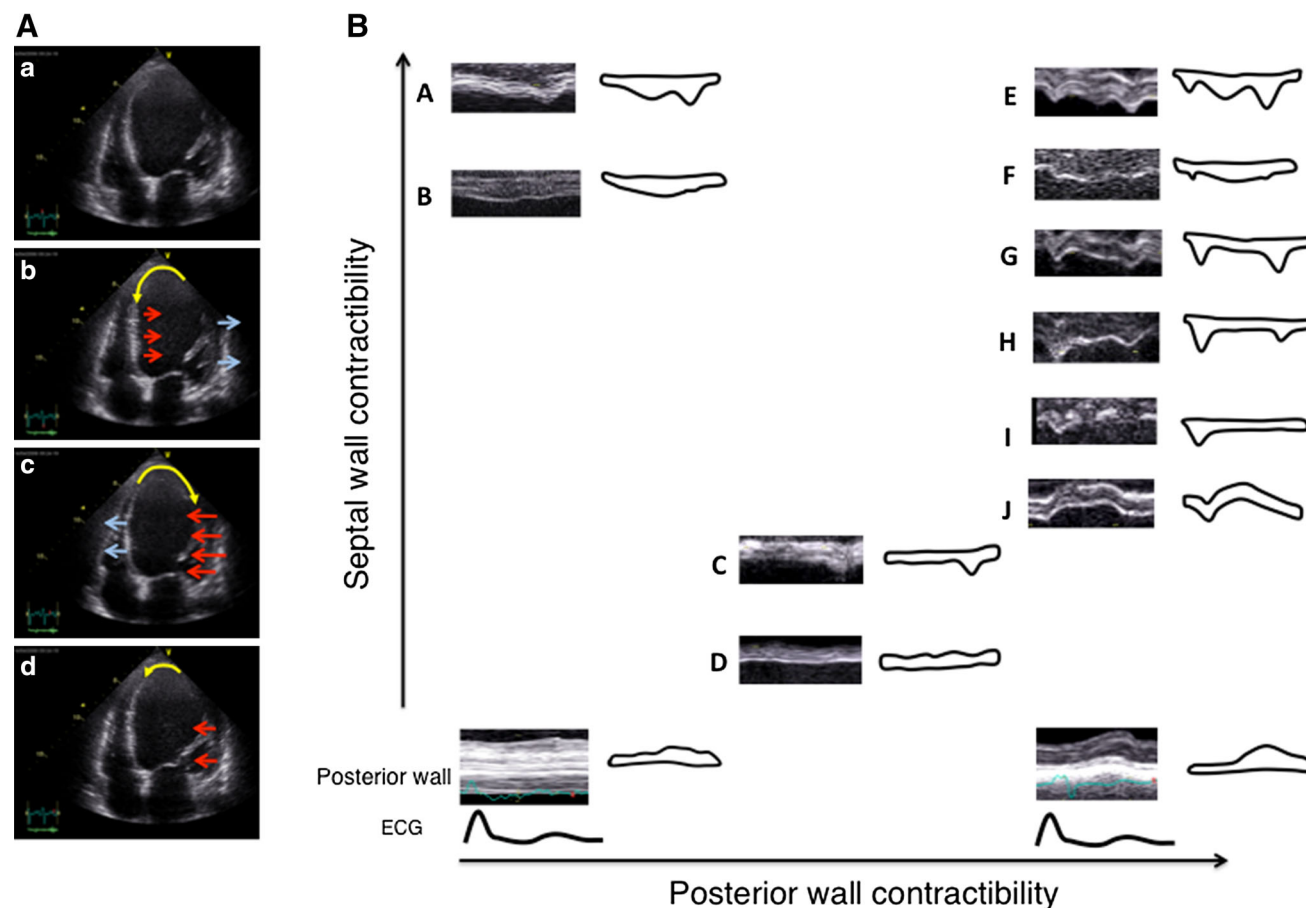 A
B
a
b
c
d
A
B
C
D
E
F
G
H
I
J
Septal wall contractibility
Posterior wall
ECG
Posterior wall contractibility